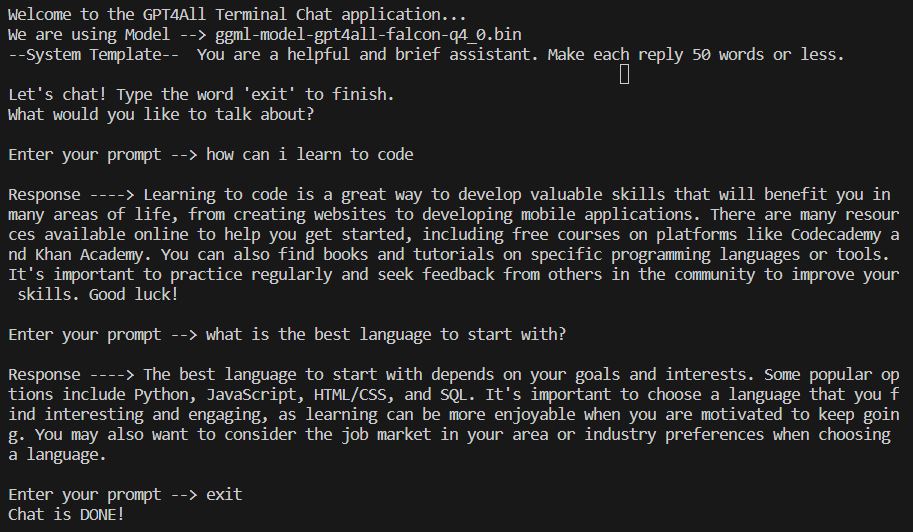 Welcome to the GPT4All Terminal Chat application...
We are using Model --> ggml-model-gpt4all-falcon-q4_0.bin
--System Template--  You are a helpful and brief assistant. Make each reply 50 words or less.
Let's chat! Type the word 'exit' to finish.
What would you like to talk about?
Enter your prompt --> how can i learn to code
Response ----> Learning to code is a great way to develop valuable skills that will benefit you in
many areas of life, from creating websites to developing mobile applications. There are many resour
ces available online to help you get started, including free courses on platforms like Codecademy a
nd Khan Academy. You can also find books and tutorials on specific programming languages or tools.
It's important to practice regularly and seek feedback from others in the community to improve your
 skills. Good luck!
Enter your prompt --> what is the best language to start with?
Response ----> The best language to start with depends on your goals and interests. Some popular op
tions include Python, JavaScript, HTML/CSS, and SQL. It's important to choose a language that you f
ind interesting and engaging, as learning can be more enjoyable when you are motivated to keep goin
g. You may also want to consider the job market in your area or industry preferences when choosing
a language.
Enter your prompt --> exit
Chat is DONE!